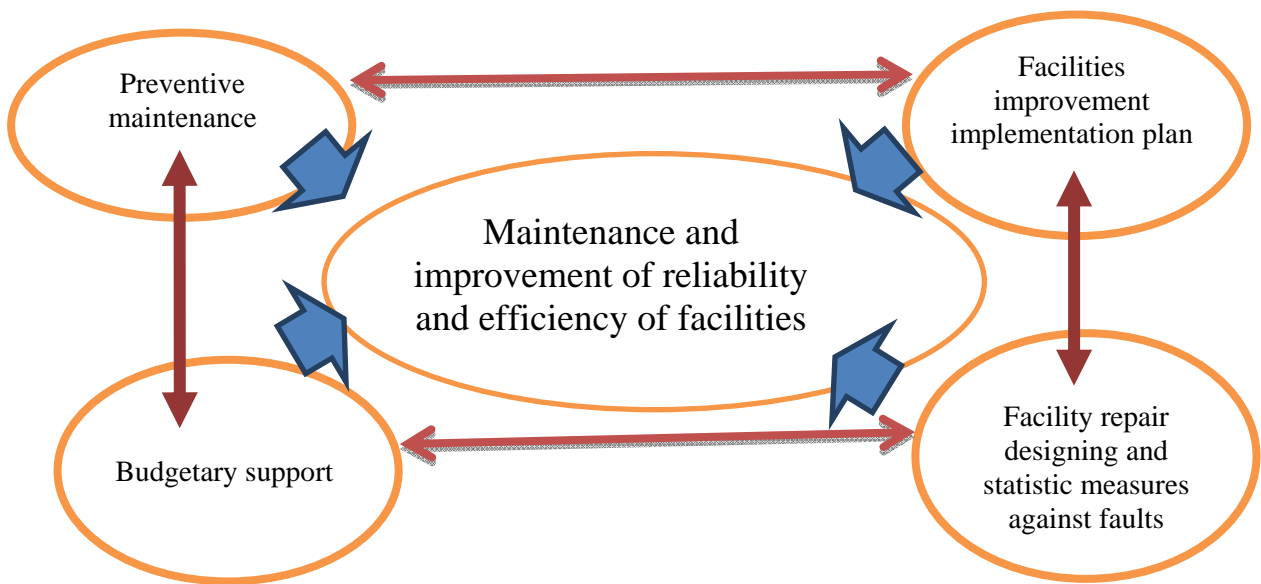 Preventive
maintenance
Facilities
improvement
implementation plan
Maintenance and
improvement of reliability
and efficiency of facilities
Budgetary support
Facility repair
designing and
statistic measures
against faults